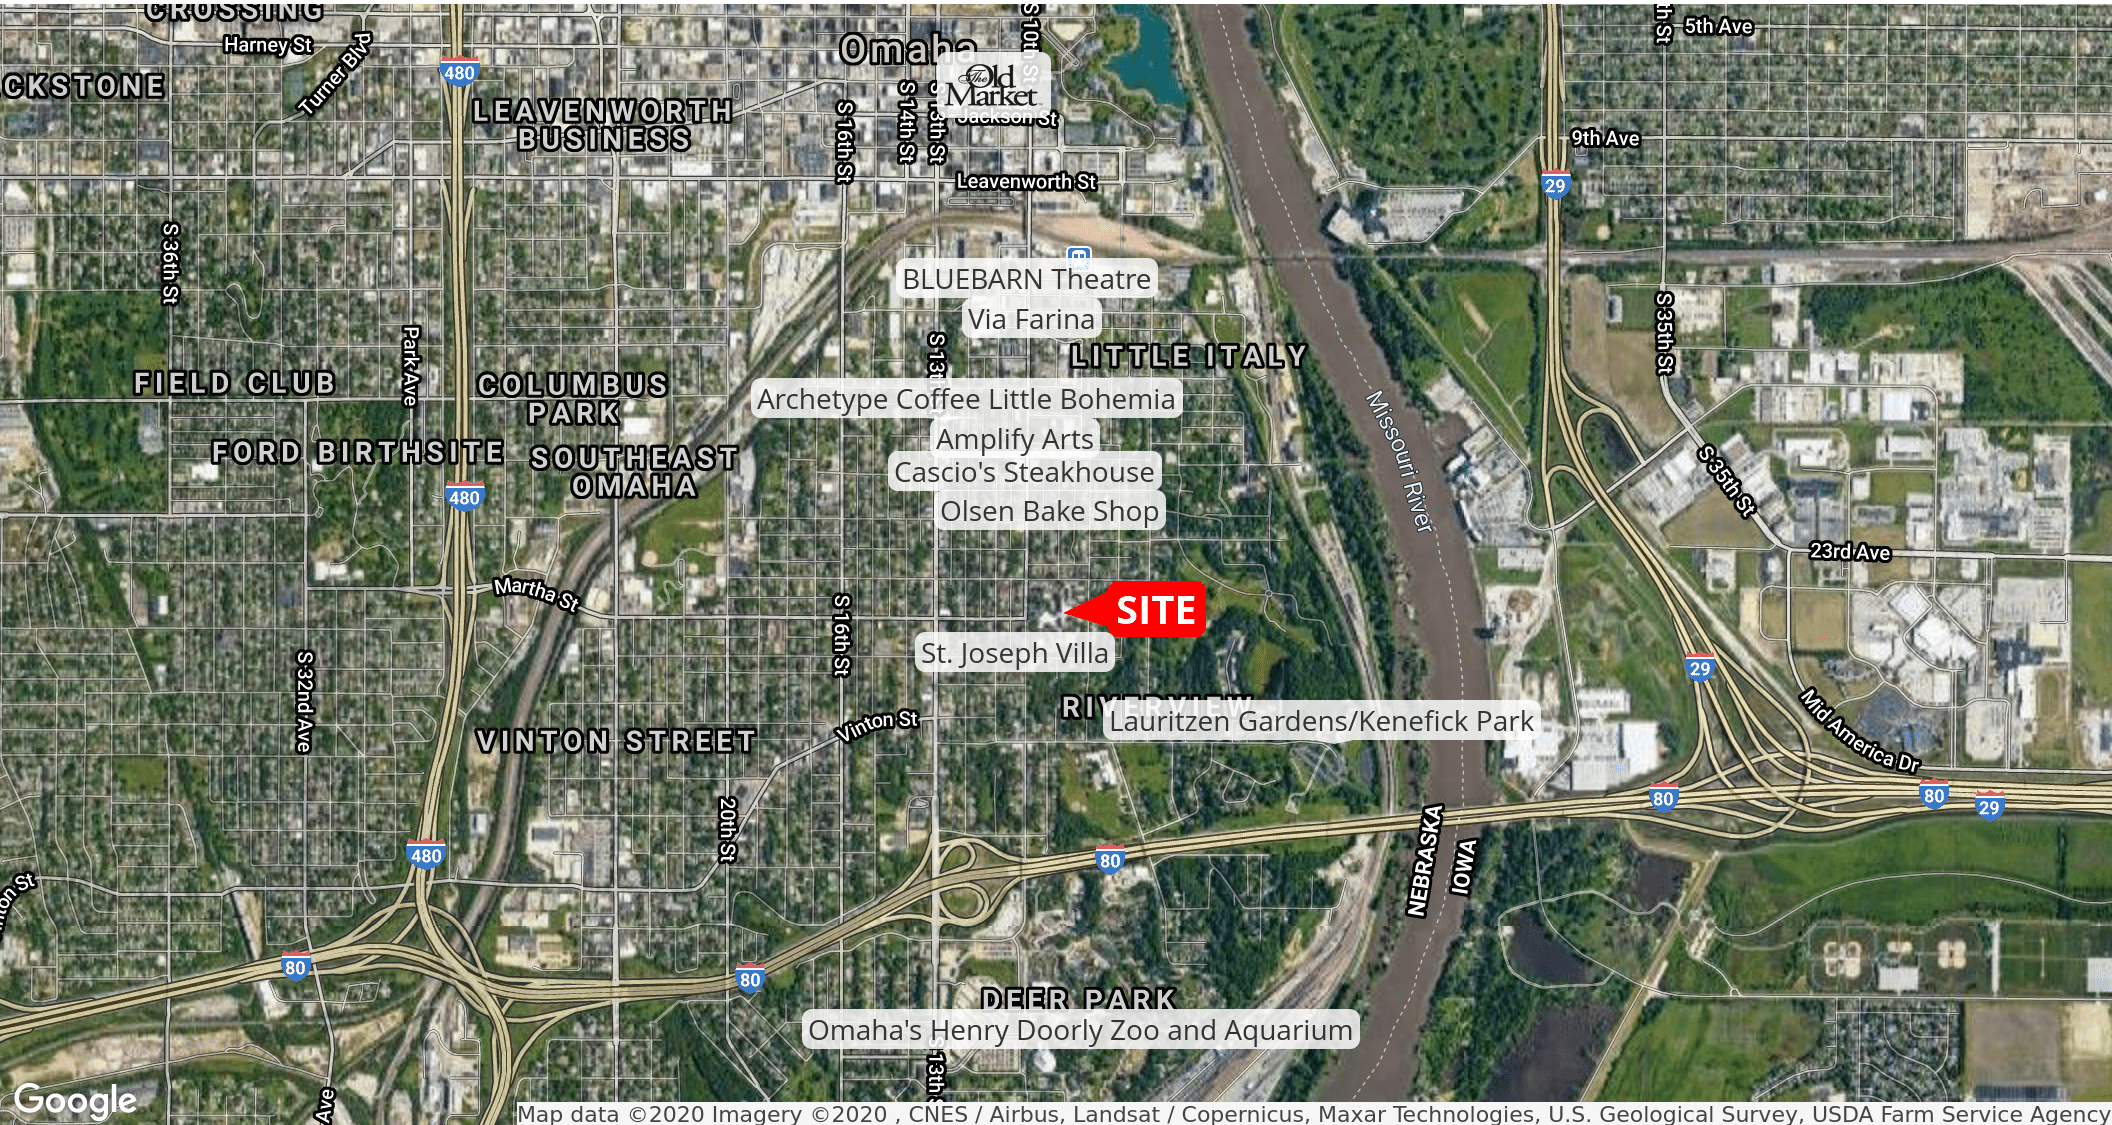 CROSSING
Harney St
Turner Blvd
480
Omaha
S 10th St
th St
5th Ave
CKSTONE
LEAVENWORTH
BUSINESS
S 16th St
S 14th St
S 13th St
The
Old
Market
Jackson St
9th Ave
Leavenworth St
29
S 36th St
BLUEBARN Theatre
Via Farina
S 35th St
Park Ave
S 13th
LITTLE ITALY
FIELD CLUB
COLUMBUS
PARK
Archetype Coffee Little Bohemia
Missouri River
FORD BIRTHSITE
SOUTHEAST
OMAHA
Amplify Arts
Cascio's Steakhouse
480
Olsen Bake Shop
S 35th St
23rd Ave
Martha St
SITE
S 16th St
St. Joseph Villa
29
S 32nd Ave
RIVERVIEW
Lauritzen Gardens/Kenefick Park
Vinton St
VINTON STREET
Mid America Dr
20th St
80
80
29
480
80
NEBRASKA
IOWA
nton St
80
80
DEER PARK
Omaha's Henry Doorly Zoo and Aquarium
S 13th S
Ave
Google
Map data ©2020 Imagery ©2020 , CNES / Airbus, Landsat / Copernicus, Maxar Technologies, U.S. Geological Survey, USDA Farm Service Agency